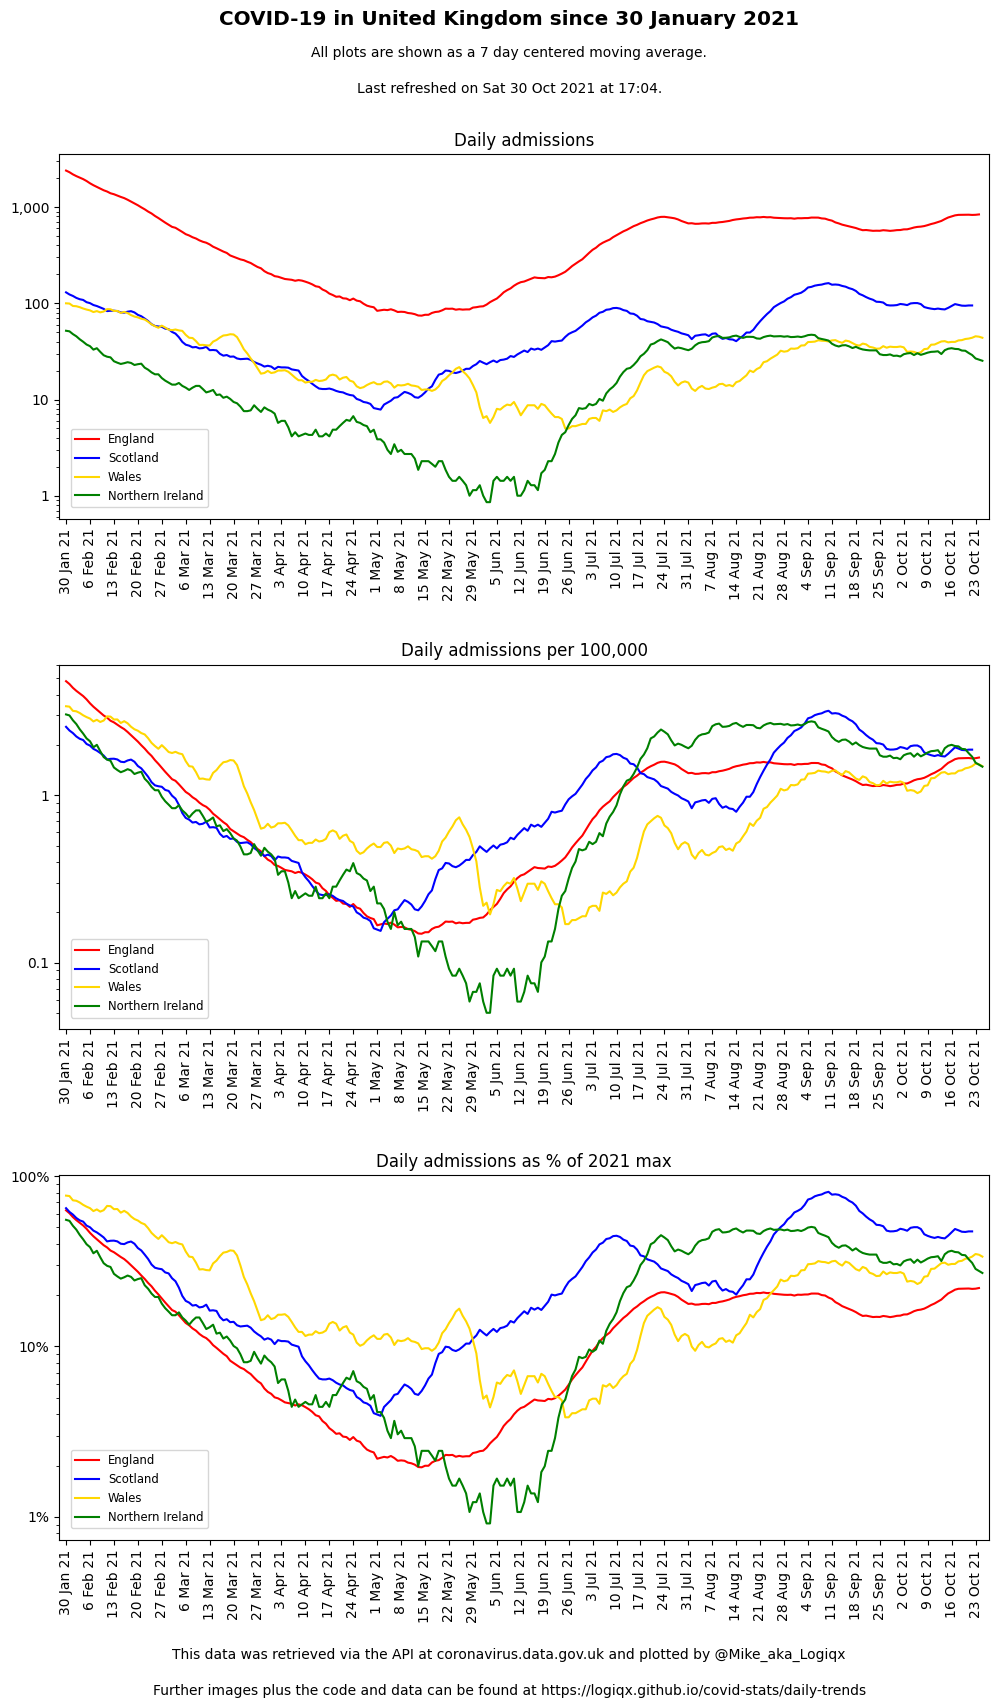 COVID-19 in United Kingdom since 30 January 2021
All plots are shown as a 7 day centered moving average.
Last refreshed on Sat 30 Oct 2021 at 17:04.
Daily admissions
1,000
100
10
1
England
Scotland
Wales
Northern Ireland
30 Jan 21
6 Feb 21
13 Feb 21
20 Feb 21
27 Feb 21
6 Mar 21
13 Mar 21
20 Mar 21
27 Mar 21
3 Apr 21
10 Apr 21
17 Apr 21
24 Apr 21
1 May 21
8 May 21
15 May 21
22 May 21
29 May 21
5 Jun 21
12 Jun 21
19 Jun 21
26 Jun 21
3 Jul 21
10 Jul 21
17 Jul 21
24 Jul 21
31 Jul 21
7 Aug 21
14 Aug 21
21 Aug 21
28 Aug 21
4 Sep 21
11 Sep 21
18 Sep 21
25 Sep 21
2 Oct 21
9 Oct 21
16 Oct 21
23 Oct 21
Daily admissions per 100,000
1
0.1
England
Scotland
Wales
Northern Ireland
30 Jan 21
6 Feb 21
13 Feb 21
20 Feb 21
27 Feb 21
6 Mar 21
13 Mar 21
20 Mar 21
27 Mar 21
3 Apr 21
10 Apr 21
17 Apr 21
24 Apr 21
1 May 21
8 May 21
15 May 21
22 May 21
29 May 21
5 Jun 21
12 Jun 21
19 Jun 21
26 Jun 21
3 Jul 21
10 Jul 21
17 Jul 21
24 Jul 21
31 Jul 21
7 Aug 21
14 Aug 21
21 Aug 21
28 Aug 21
4 Sep 21
11 Sep 21
18 Sep 21
25 Sep 21
2 Oct 21
9 Oct 21
16 Oct 21
23 Oct 21
Daily admissions as % of 2021 max
100%
10%
1%
England
Scotland
Wales
Northern Ireland
30 Jan 21
6 Feb 21
13 Feb 21
20 Feb 21
27 Feb 21
6 Mar 21
13 Mar 21
20 Mar 21
27 Mar 21
3 Apr 21
10 Apr 21
17 Apr 21
24 Apr 21
1 May 21
8 May 21
15 May 21
22 May 21
29 May 21
5 Jun 21
12 Jun 21
19 Jun 21
26 Jun 21
3 Jul 21
10 Jul 21
17 Jul 21
24 Jul 21
31 Jul 21
7 Aug 21
14 Aug 21
21 Aug 21
28 Aug 21
4 Sep 21
11 Sep 21
18 Sep 21
25 Sep 21
2 Oct 21
9 Oct 21
16 Oct 21
23 Oct 21
This data was retrieved via the API at coronavirus.data.gov.uk and plotted by @Mike_aka_Logiqx
Further images plus the code and data can be found at https://logiqx.github.io/covid-stats/daily-trends